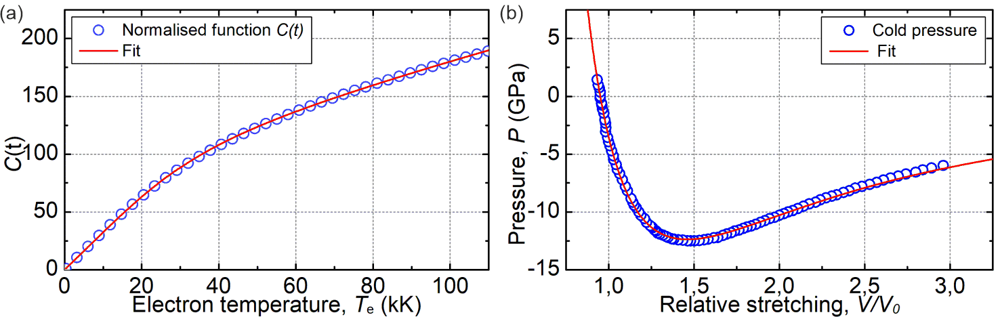 (a)
Normalised function C(t)
Fit
200
150
100
50
0
C(t)
0 20 40 60 80 100
Electron temperature, Te (kK)
(b)
Cold pressure
Fit
5
0
-5
-10
-15
Pressure, P (GPa)
1,0 1,5 2,0 2,5 3,0
Relative stretching, V/V0